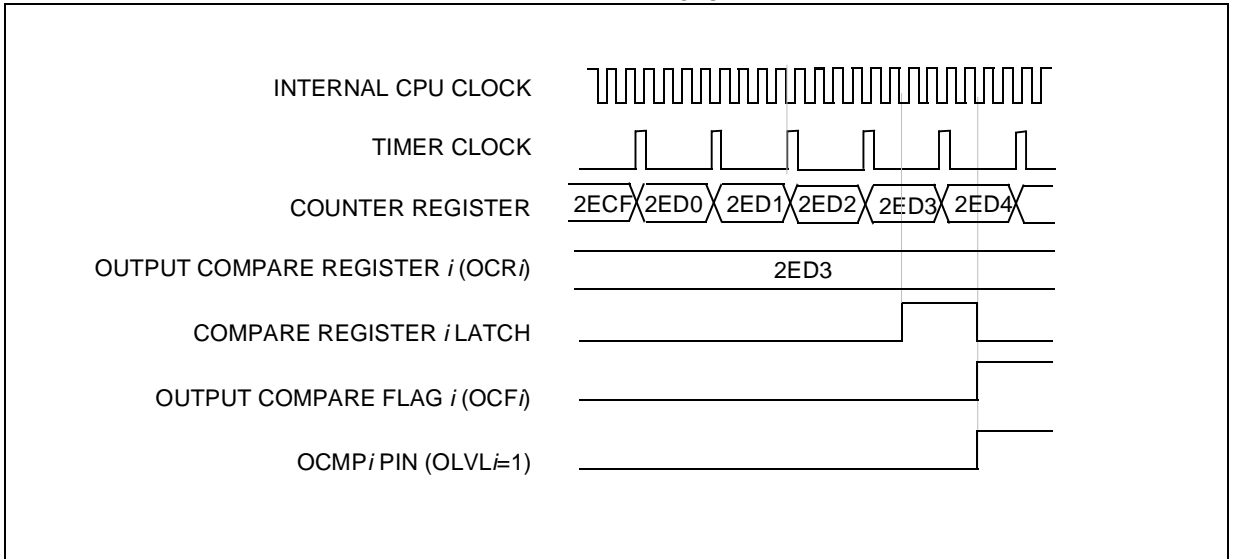 INTERNAL CPU CLOCK
TIMER CLOCK
COUNTER REGISTER 2ECF 2ED0 2ED1 2ED2 2ED3 2ED4
OUTPUT COMPARE REGISTER i (OCRi) 2ED3
COMPARE REGISTER i LATCH
OUTPUT COMPARE FLAG i (OCFi)
OCMPi PIN (OLVLi=1)